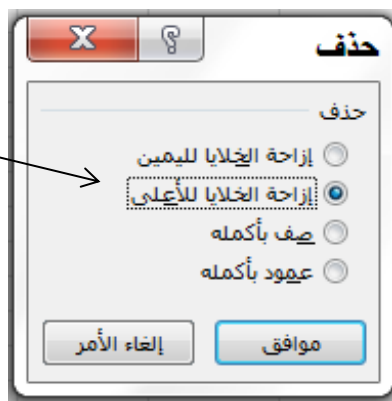 حذف
حذف
إزاحة الخلايا لليمين
إزاحة الخلايا للأعلى
صف بأكمله
عمود بأكمله
موافق
إلغاء الأمر